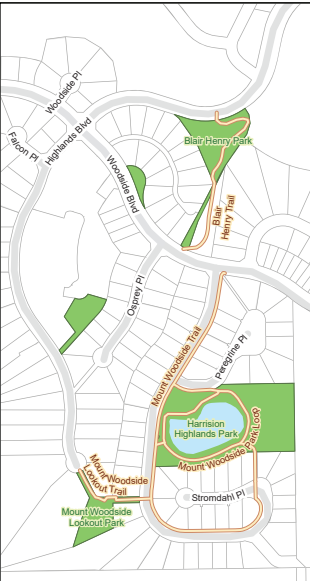 Woodside Pl
Falcon Pl
Highlands Blvd
Blair Henry Park
Woodside Blvd
Blair
Henry Trail
Osprey Pl
Mount Woodside Trail
Peregrine Pl
Harrision
Highlands Park
Mount Woodside Park Loop
Mount Woodside
Lookout Trail
Stromdahl Pl
Mount Woodside
Lookout Park